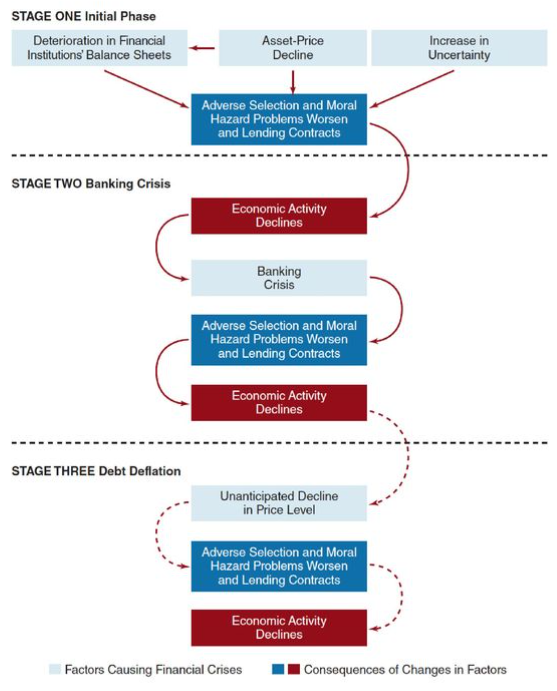 STAGE ONE Initial Phase
Deterioration in Financial
Institutions' Balance Sheets
Asset-Price
Decline
Increase in
Uncertainty
Adverse Selection and Moral
Hazard Problems Worsen
and Lending Contracts
STAGE TWO Banking Crisis
Economic Activity
Declines
Banking
Crisis
Adverse Selection and Moral
Hazard Problems Worsen
and Lending Contracts
Economic Activity
Declines
STAGE THREE Debt Deflation
Unanticipated Decline
in Price Level
Adverse Selection and Moral
Hazard Problems Worsen
and Lending Contracts
Economic Activity
Declines
Factors Causing Financial Crises
Consequences of Changes in Factors